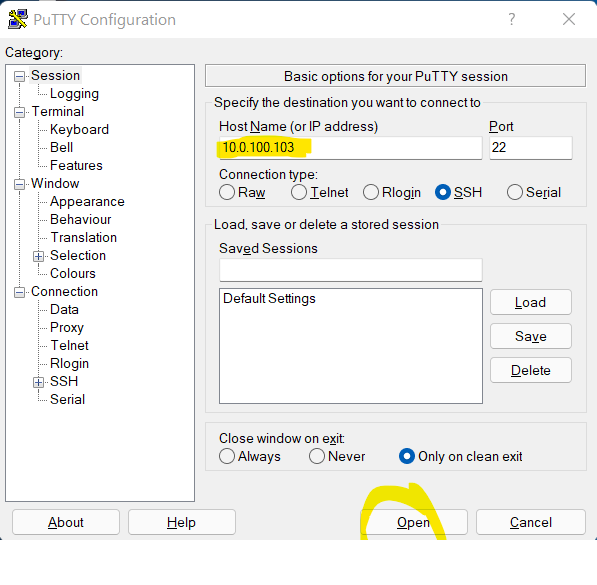 PuTTY Configuration ?
Category:
Session
Logging
Terminal
Keyboard
Bell
Features
Window
Appearance
Behaviour
Translation
Selection
Colours
Connection
Data
Proxy
Telnet
Rlogin
SSH
Serial
Basic options for your PuTTY session
Specify the destination you want to connect to
Host Name (or IP address) Port
10.0.100.103 22
Connection type:
Raw Telnet Rlogin SSH Serial
Load, save or delete a stored session
Saved Sessions
Default Settings
Load
Save
Delete
Close window on exit:
Always Never Only on clean exit
About Help Open Cancel